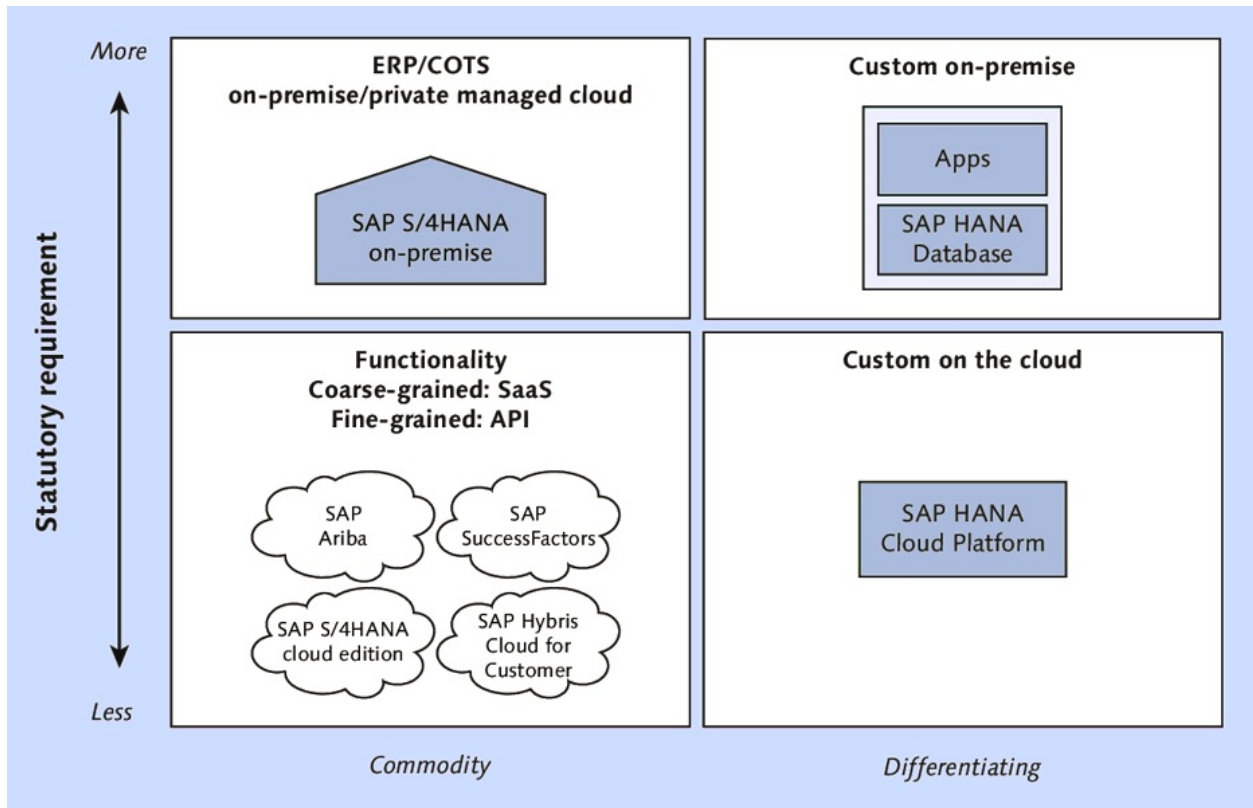 More
ERP/COTS
on-premise/private managed cloud
SAP S/4HANA
on-premise
Custom on-premise
Apps
SAP HANA
Database
Statutory requirement
Functionality
Coarse-grained: SaaS
Fine-grained: API
SAP
Ariba
SAP
SuccessFactors
SAP S/4HANA
cloud edition
SAP Hybris
Cloud for
Customer
Custom on the cloud
SAP HANA
Cloud Platform
Less
Commodity
Differentiating